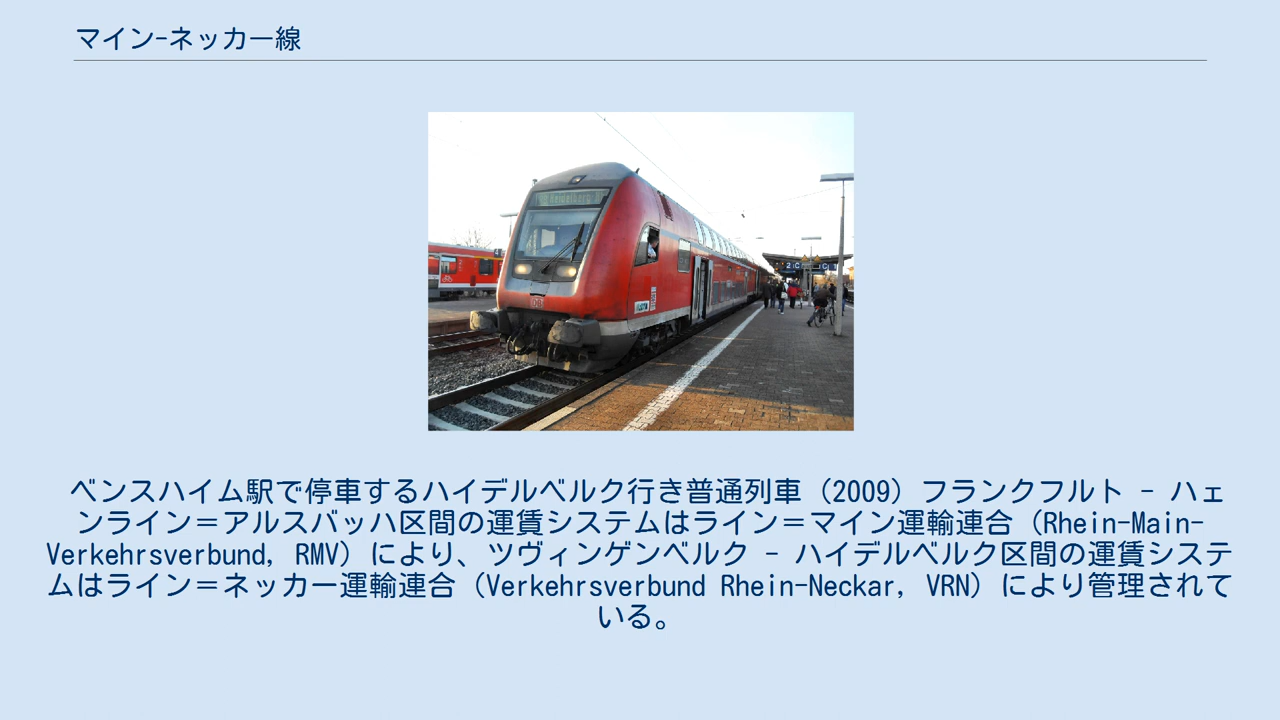 マイン-ネッカー線
ベンスハイム駅で停車するハイデルベルク行き普通列車（2009）フランクフルト - ハェ
ンライン＝アルスバッハ区間の運賃システムはライン＝マイン運輸連合（Rhein-Main-
Verkehrsverbund, RMV）により、ツヴィンゲンベルク - ハイデルベルク区間の運賃システ
ムはライン＝ネッカー運輸連合（Verkehrsverbund Rhein-Neckar, VRN）により管理されて
いる。